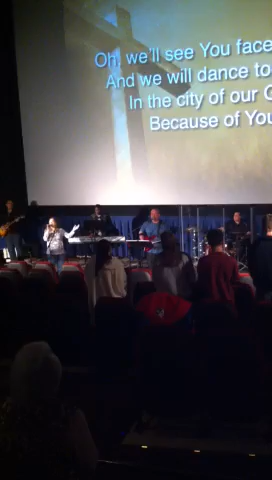 Oh, we'll see You face
And we will dance to
In the city of our
Because of You